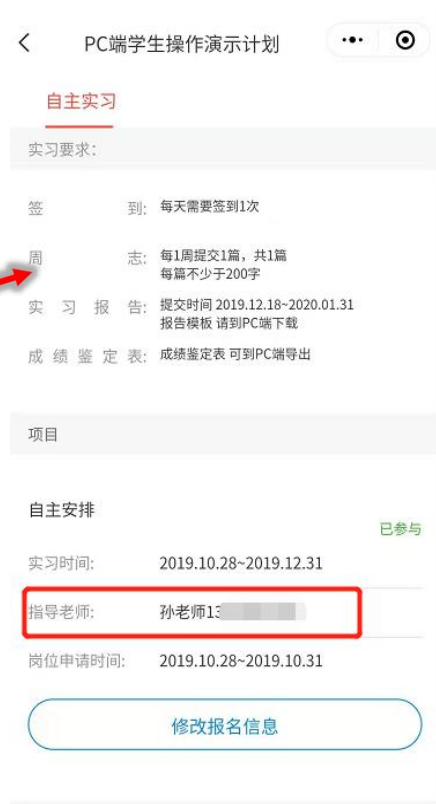 PC端学生操作演示计划
自主实习
实习要求:
签到: 每天需要签到1次
周志: 每1周提交1篇，共1篇
每篇不少于200字
实习报告: 提交时间 2019.12.18~2020.01.31
报告模板 请到PC端下载
成绩鉴定表: 成绩鉴定表 可到PC端导出
项目
自主安排
已参与
实习时间: 2019.10.28~2019.12.31
指导老师: 孙老师13
岗位申请时间: 2019.10.28~2019.10.31
修改报名信息